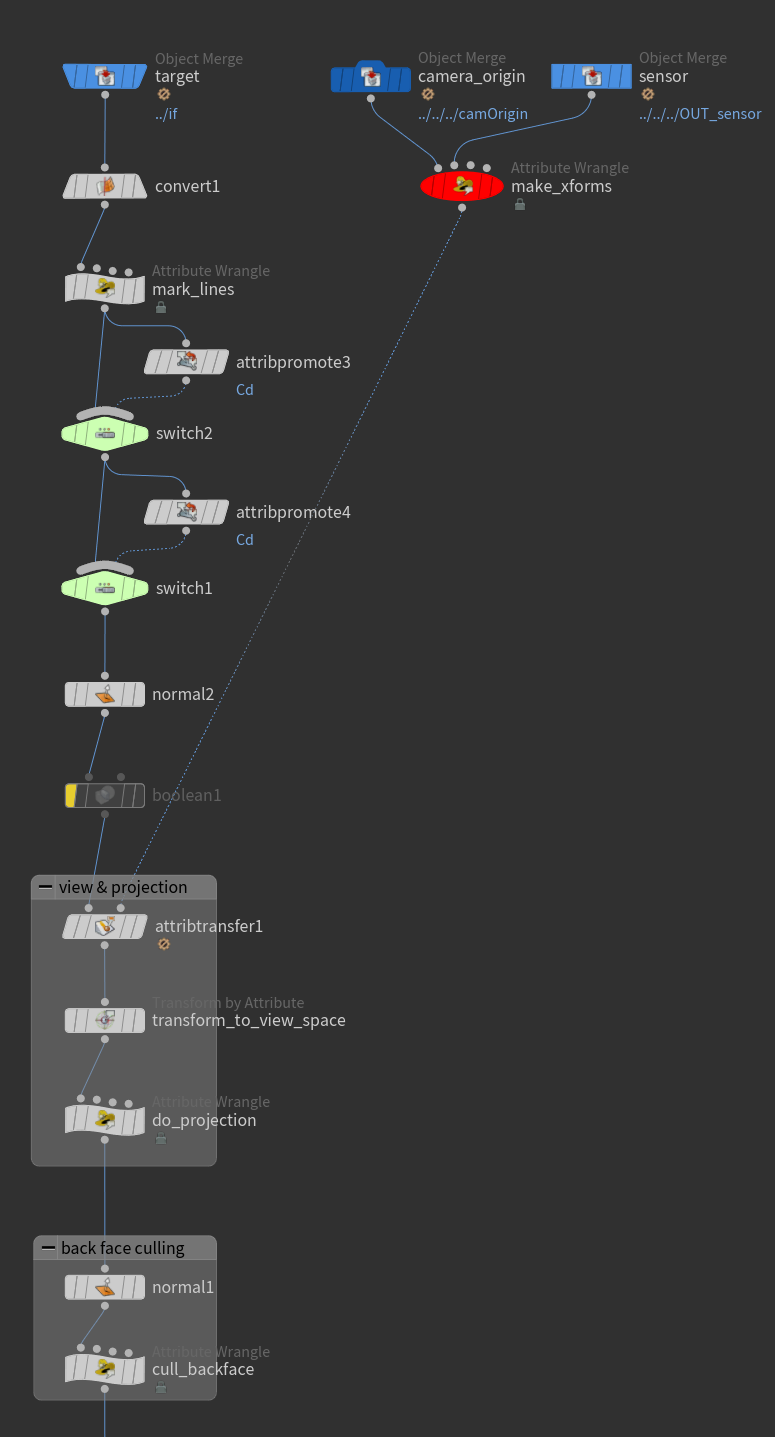 Object Merge
target
../if
Object Merge
camera_origin
../../../camOrigin
Object Merge
sensor
../../../OUT_sensor
convert1
Attribute Wrangle
make_xforms
Attribute Wrangle
mark_lines
attribpromote3
Cd
switch2
attribpromote4
Cd
switch1
normal2
boolean1
view & projection
attribtransfer1
Transform by Attribute
transform_to_view_space
Attribute Wrangle
do_projection
back face culling
normal1
Attribute Wrangle
cull_backface